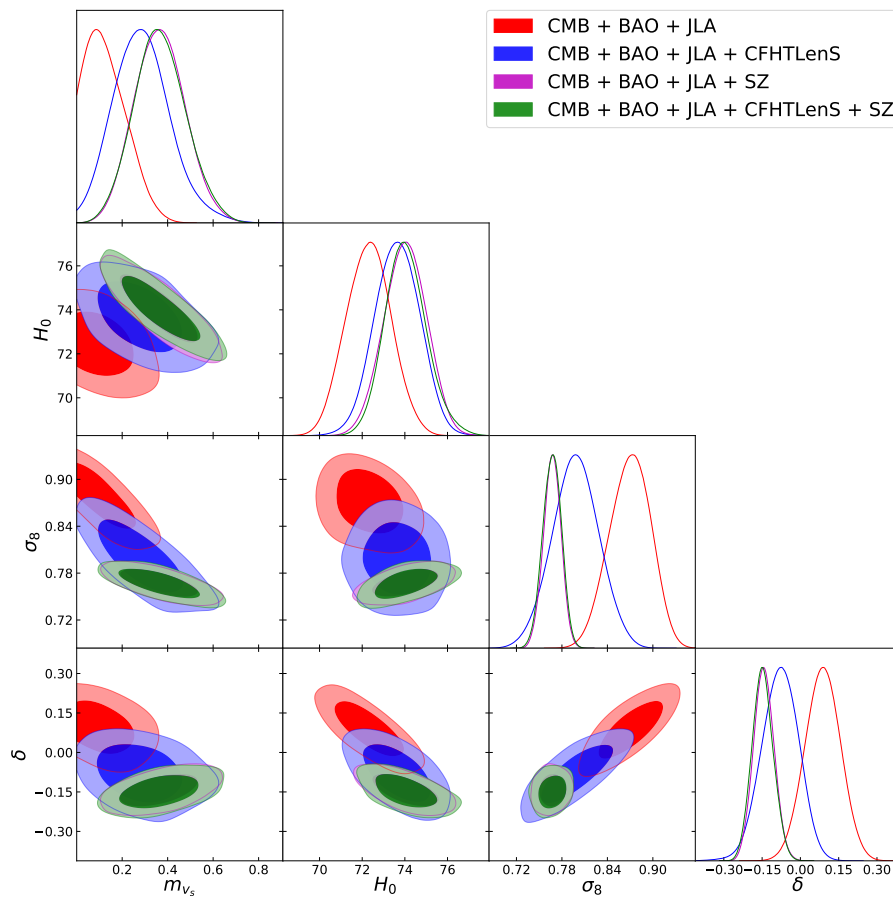 CMB + BAO + JLA
CMB + BAO + JLA + CFHTLenS
CMB + BAO + JLA + SZ
CMB + BAO + JLA + CFHTLenS + SZ
76
74
72
70
H₀
0.90
0.84
0.78
0.72
σ₈
0.30
0.15
0.00
−0.15
−0.30
δ
0.2 0.4 0.6 0.8
70 72 74 76
0.72 0.78 0.84 0.90
−0.30 −0.15 0.00 0.15 0.30
m_{ν_s} H₀ σ₈ δ